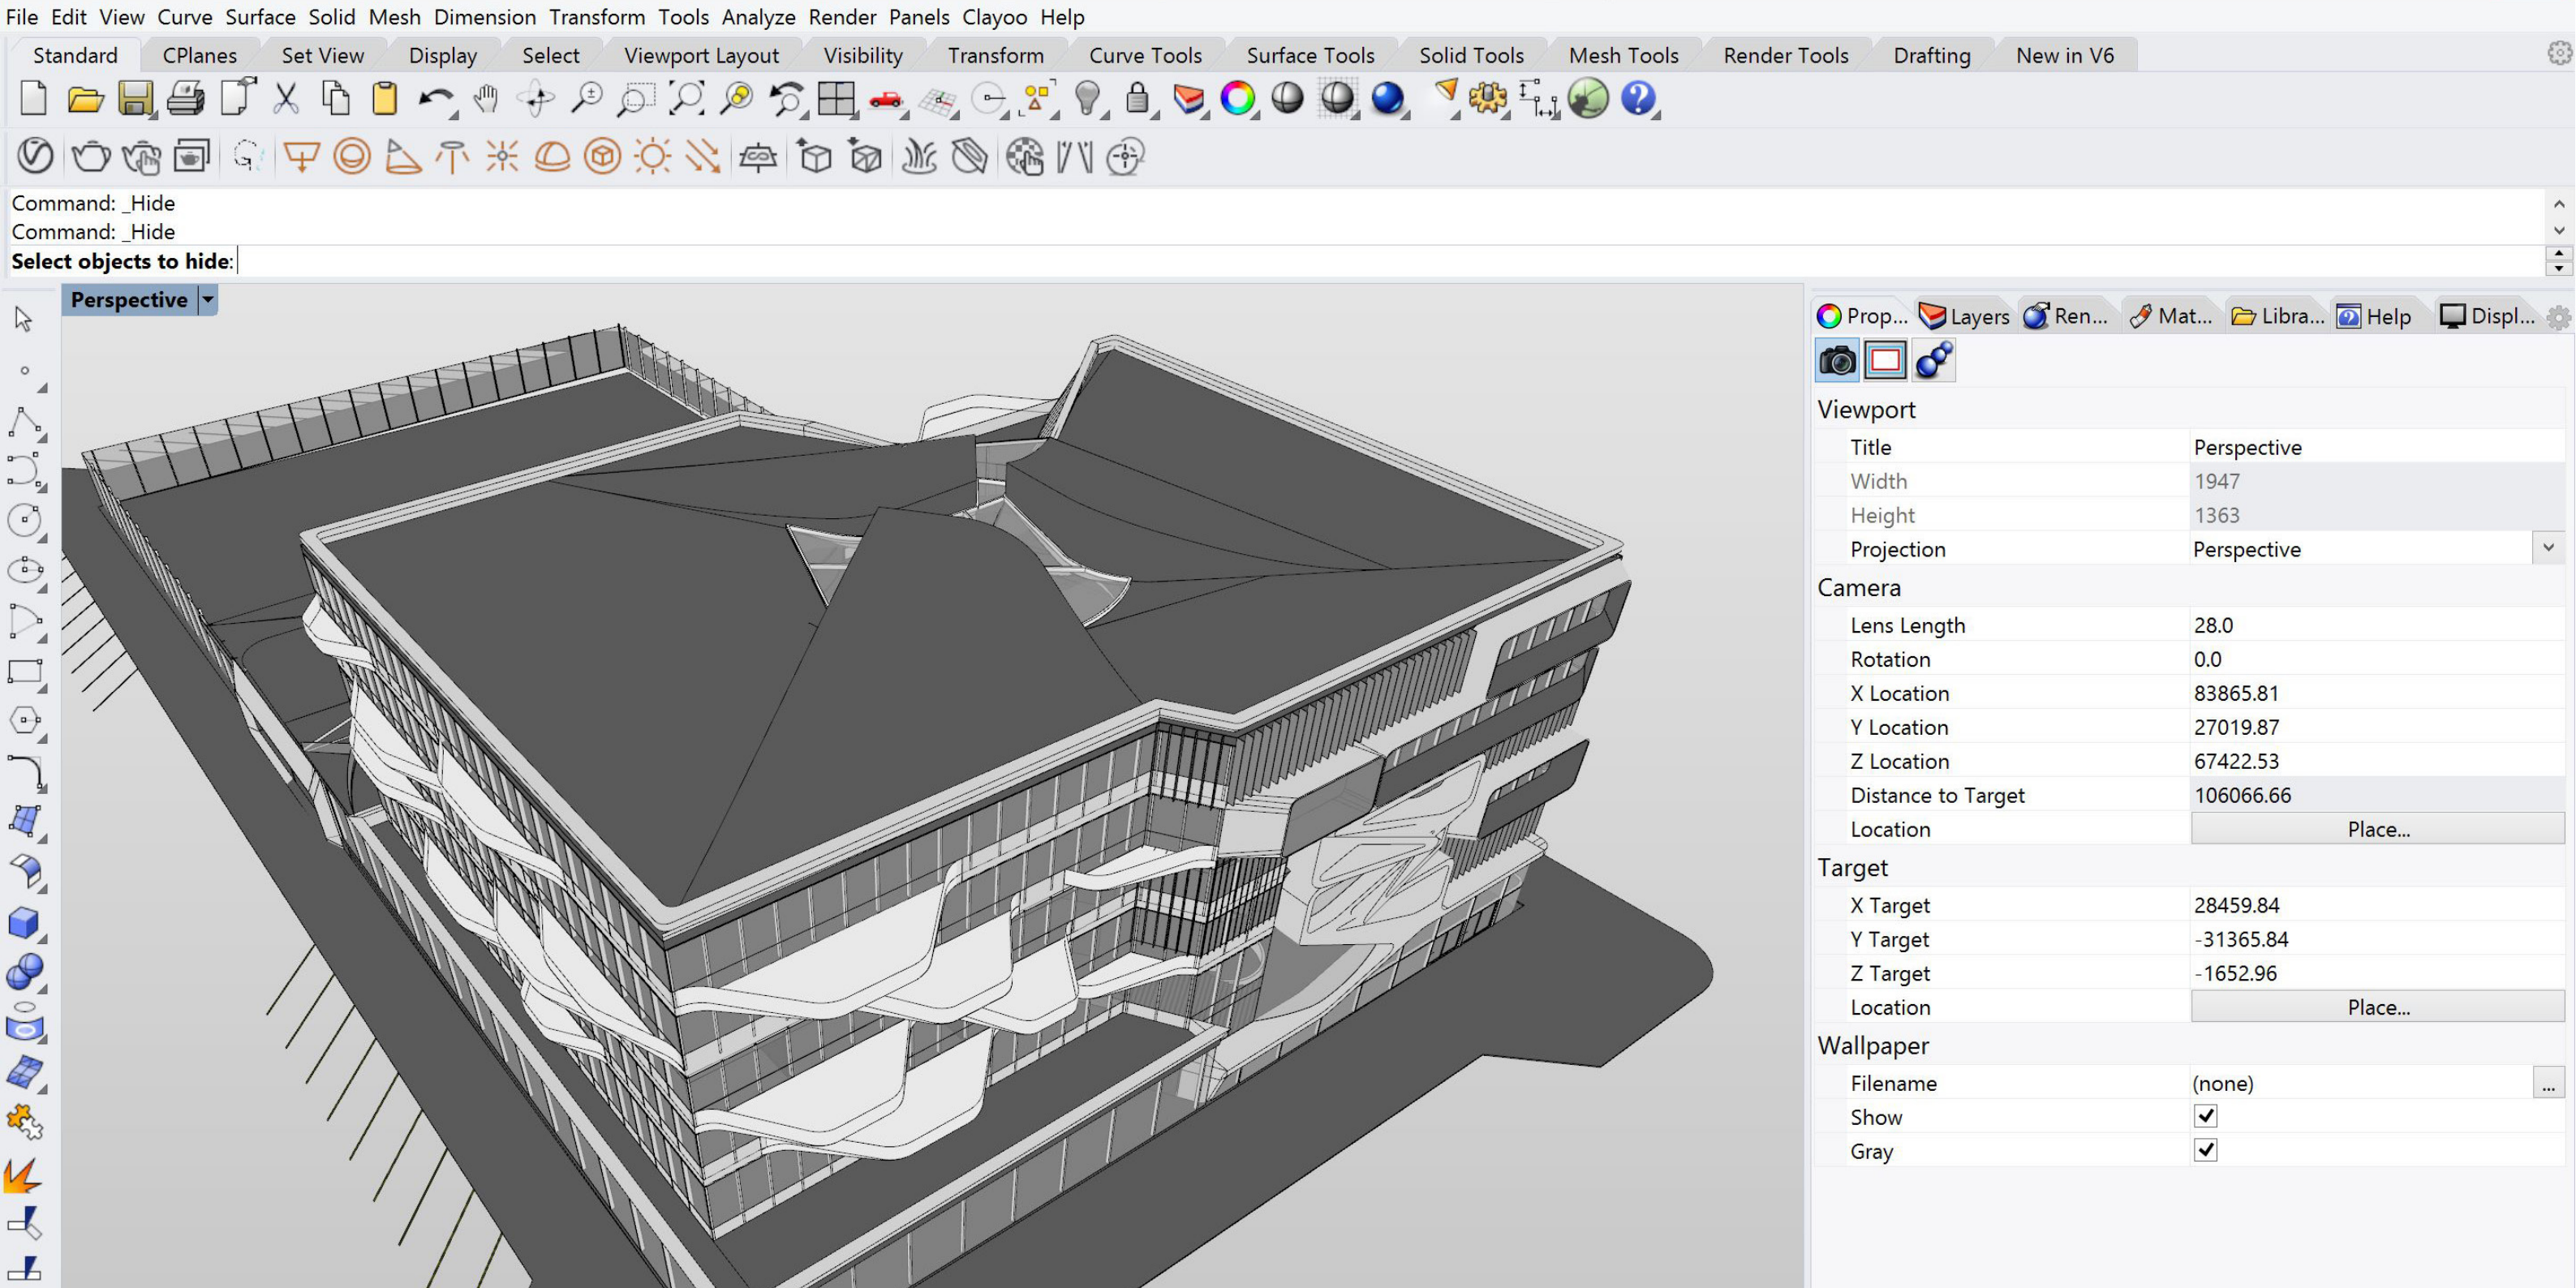 File Edit View Curve Surface Solid Mesh Dimension Transform Tools Analyze Render Panels Clayoo Help
Standard CPlanes Set View Display Select Viewport Layout Visibility Transform Curve Tools Surface Tools Solid Tools Mesh Tools Render Tools Drafting New in V6
Command: _Hide
Command: _Hide
Select objects to hide:
Perspective
Prop... Layers Ren... Mat... Libra... Help Displ...
Viewport
Title Perspective
Width 1947
Height 1363
Projection Perspective
Camera
Lens Length 28.0
Rotation 0.0
X Location 83865.81
Y Location 27019.87
Z Location 67422.53
Distance to Target 106066.66
Location Place...
Target
X Target 28459.84
Y Target -31365.84
Z Target -1652.96
Location Place...
Wallpaper
Filename (none) ...
Show
Gray